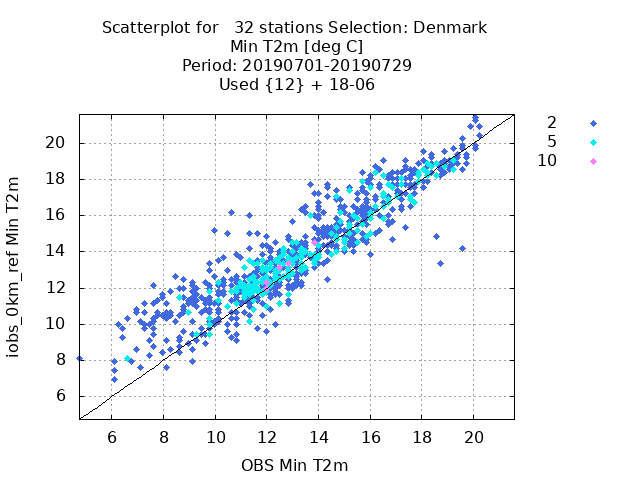 Scatterplot for   32 stations Selection: Denmark
Min T2m [deg C]
Period: 20190701-20190729
Used {12} + 18-06
2
5
10
iobs_0km_ref Min T2m
20
18
16
14
12
10
8
6
6 8 10 12 14 16 18 20
OBS Min T2m